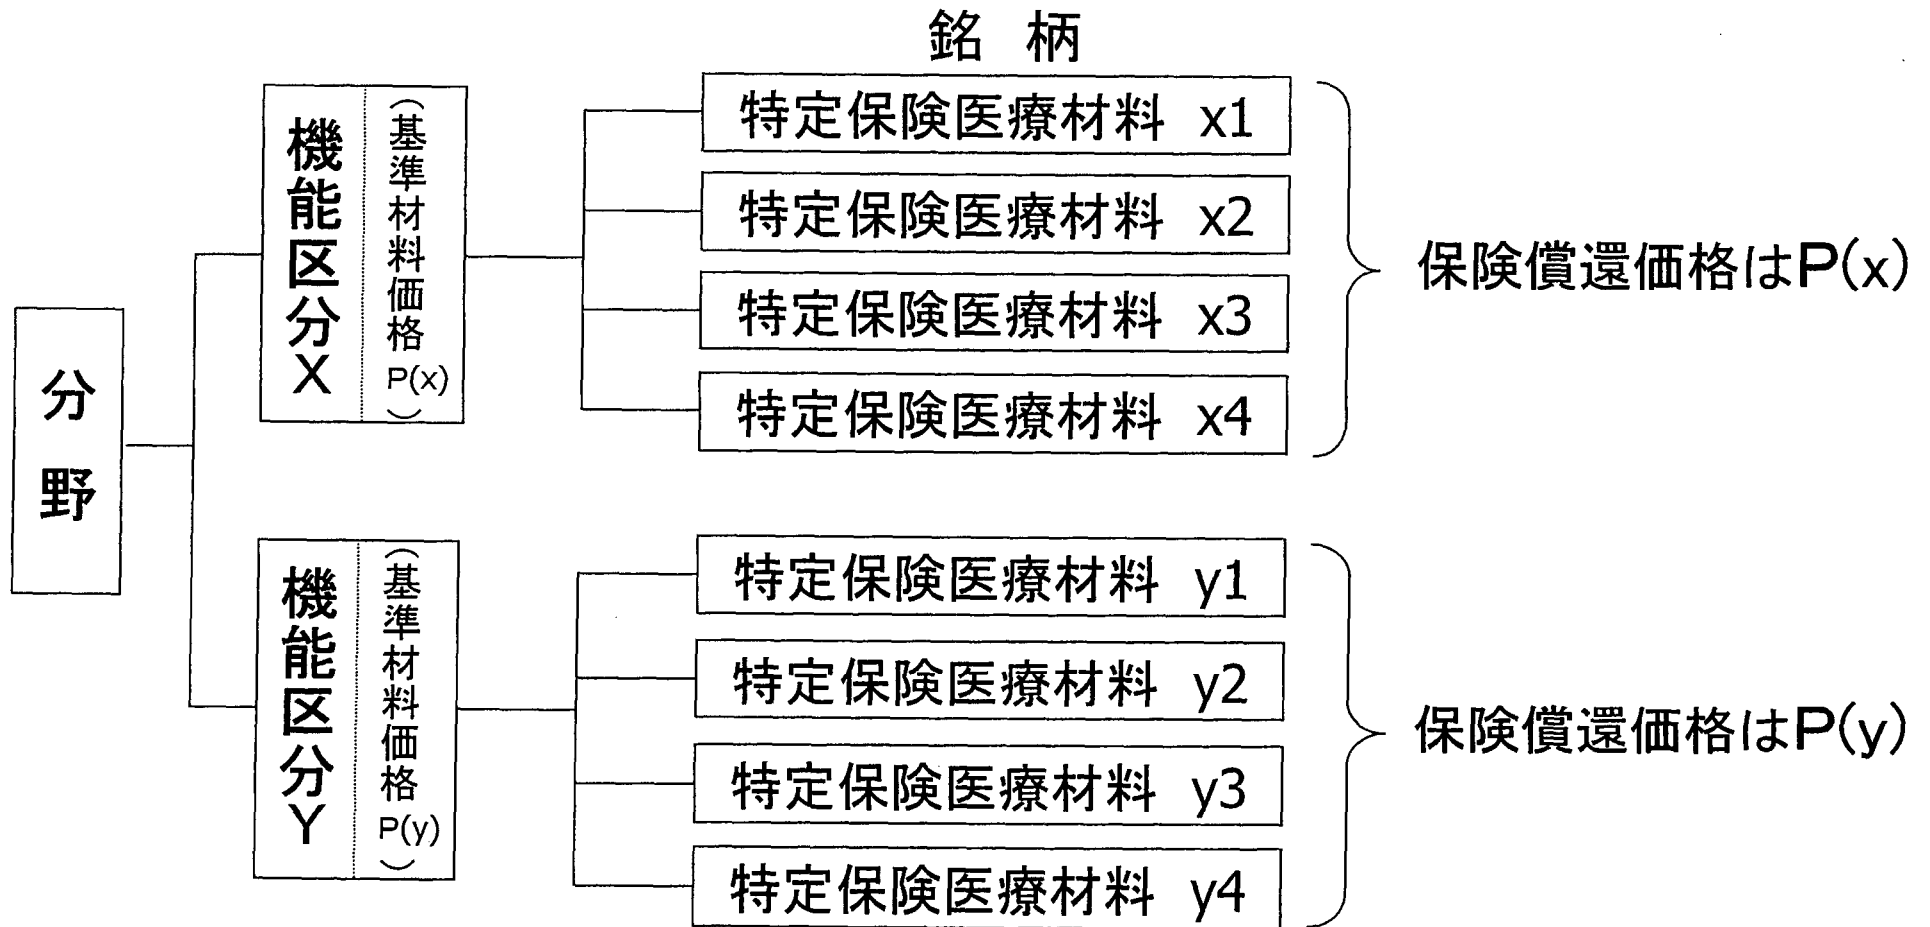 銘 柄
分野
機能区分X
(基準材料価格P(x))
特定保険医療材料 x1
特定保険医療材料 x2
特定保険医療材料 x3
特定保険医療材料 x4
保険償還価格はP(x)
機能区分Y
(基準材料価格P(y))
特定保険医療材料 y1
特定保険医療材料 y2
特定保険医療材料 y3
特定保険医療材料 y4
保険償還価格はP(y)